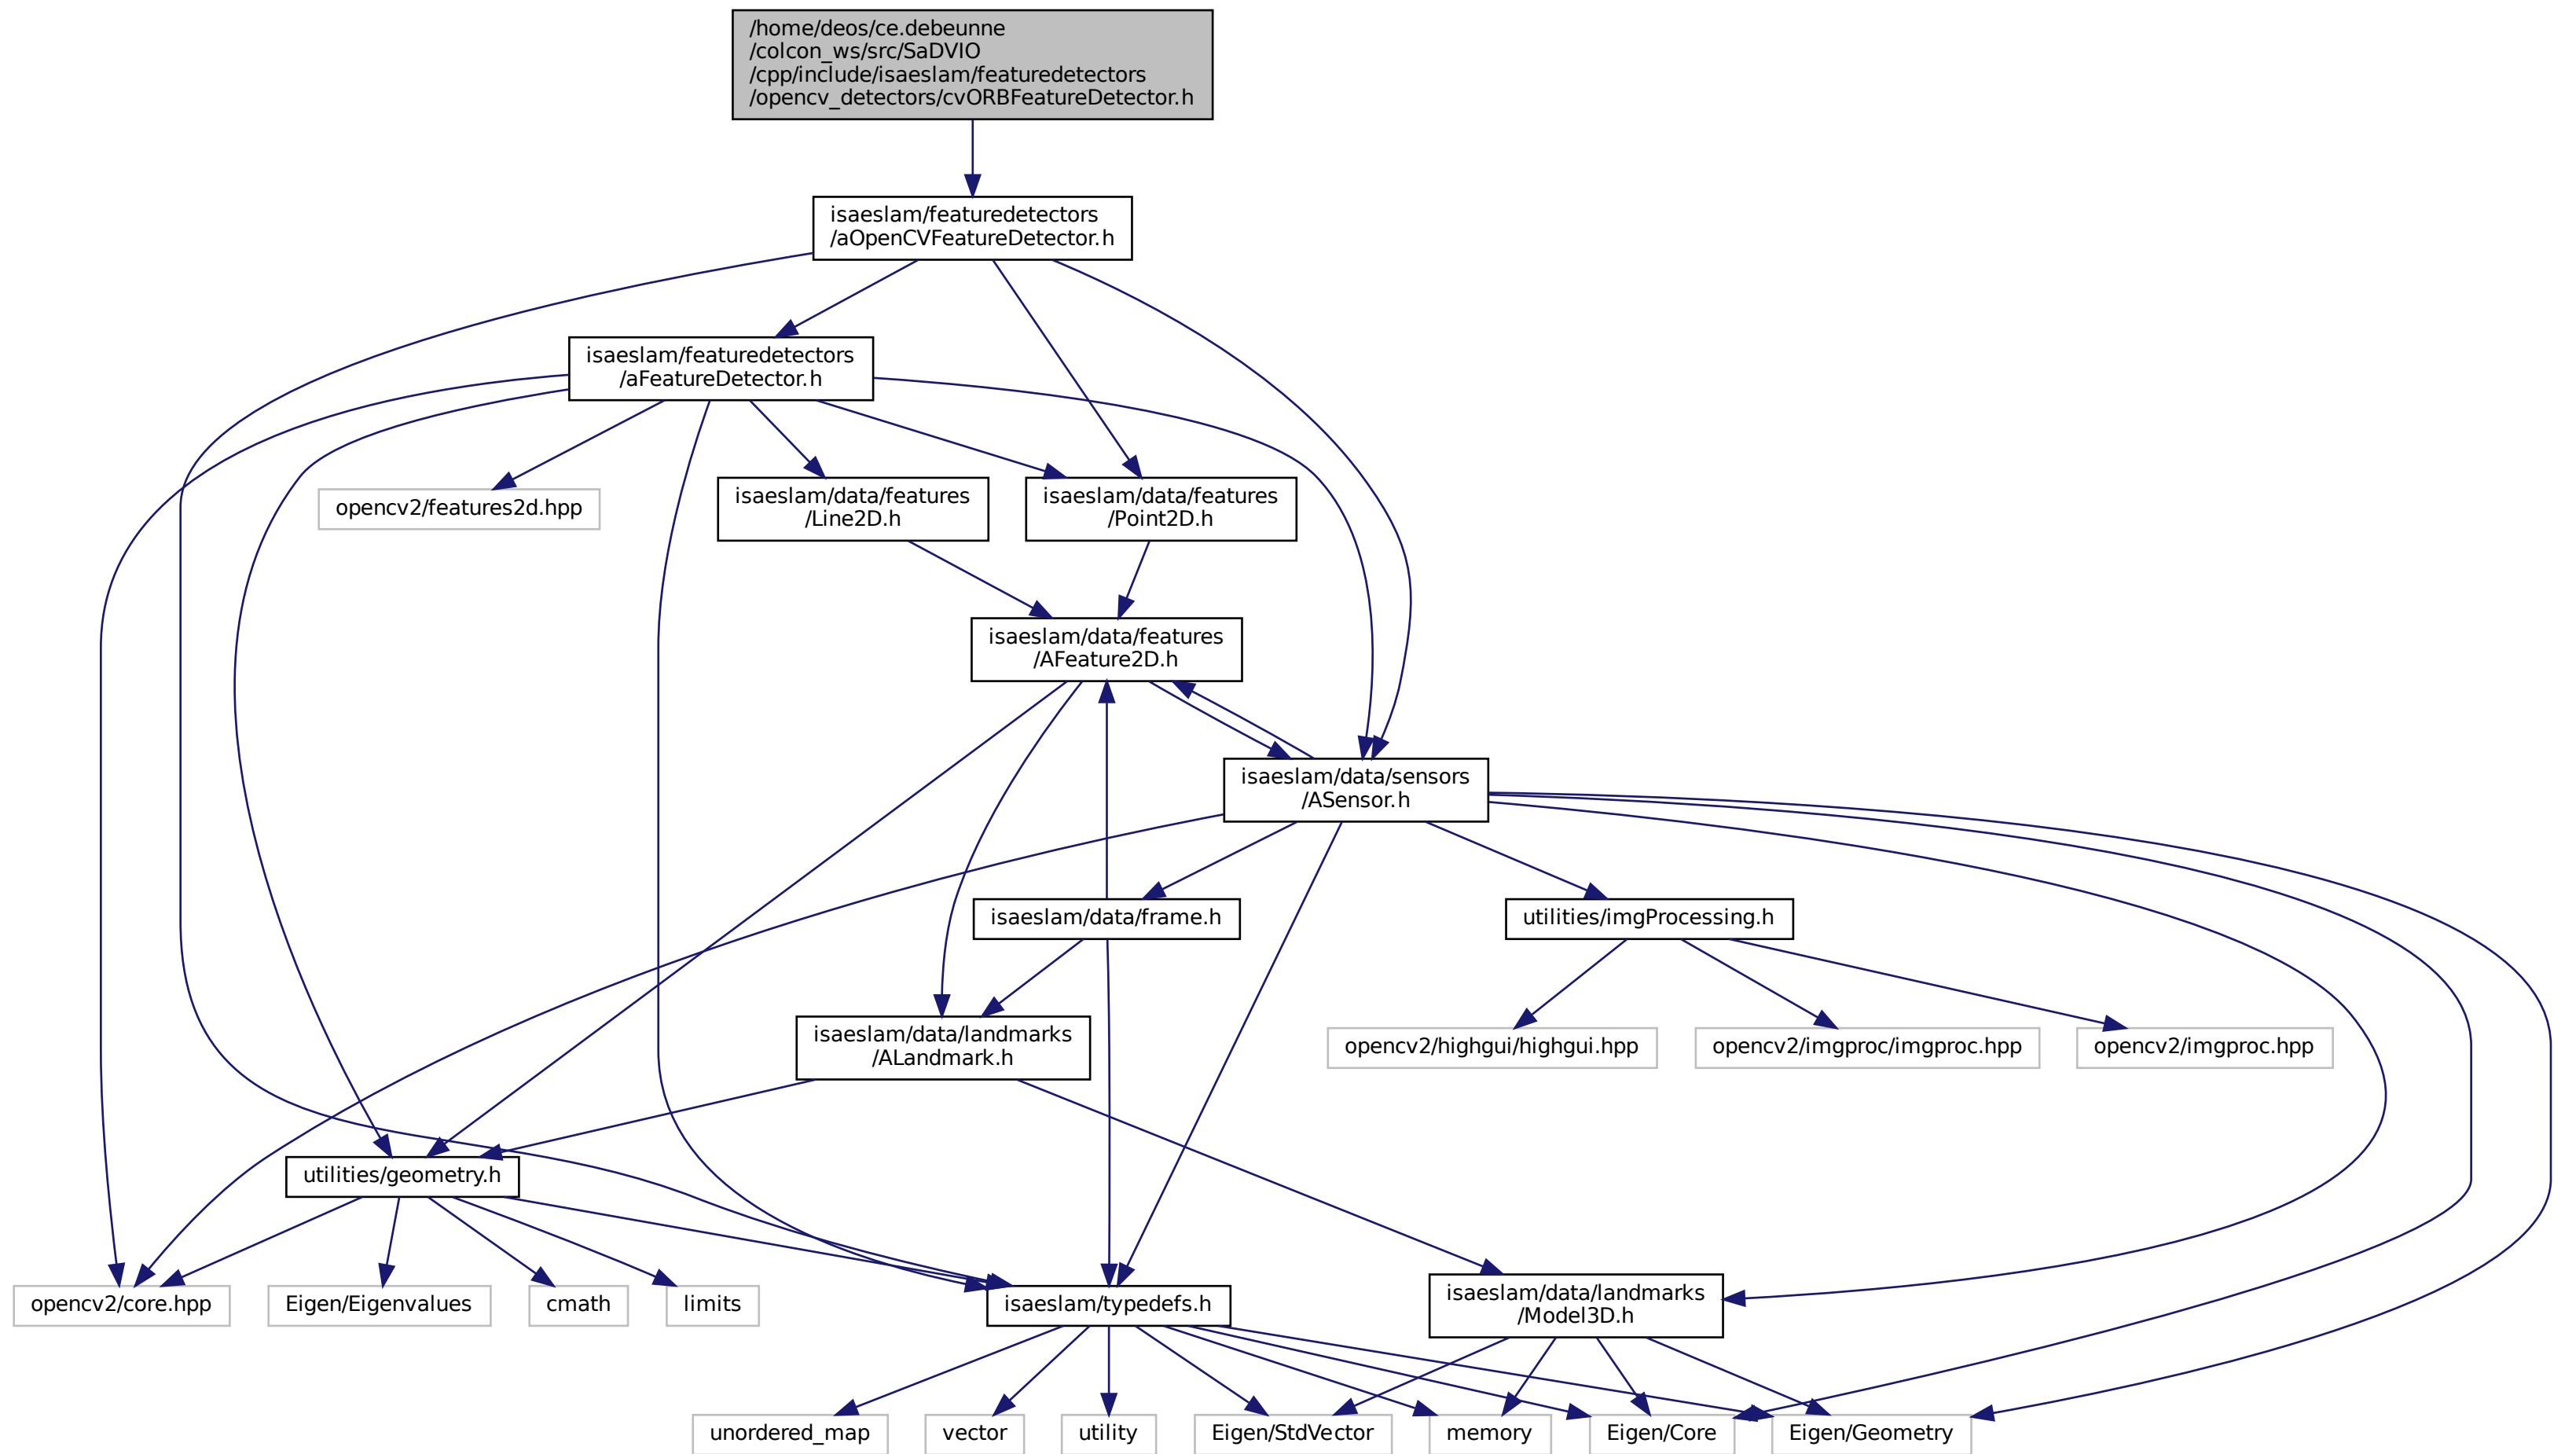 /home/deos/ce.debeunne
/colcon_ws/src/SaDVIO
/cpp/include/isaeslam/featuredetectors
/opencv_detectors/cvORBFeatureDetector.h
isaeslam/featuredetectors
/aOpenCVFeatureDetector.h
isaeslam/featuredetectors
/aFeatureDetector.h
opencv2/features2d.hpp
isaeslam/data/features
/Line2D.h
isaeslam/data/features
/Point2D.h
isaeslam/data/features
/AFeature2D.h
isaeslam/data/sensors
/ASensor.h
isaeslam/data/frame.h
utilities/imgProcessing.h
isaeslam/data/landmarks
/ALandmark.h
opencv2/highgui/highgui.hpp
opencv2/imgproc/imgproc.hpp
opencv2/imgproc.hpp
utilities/geometry.h
opencv2/core.hpp
Eigen/Eigenvalues
cmath
limits
isaeslam/typedefs.h
isaeslam/data/landmarks
/Model3D.h
unordered_map
vector
utility
Eigen/StdVector
memory
Eigen/Core
Eigen/Geometry